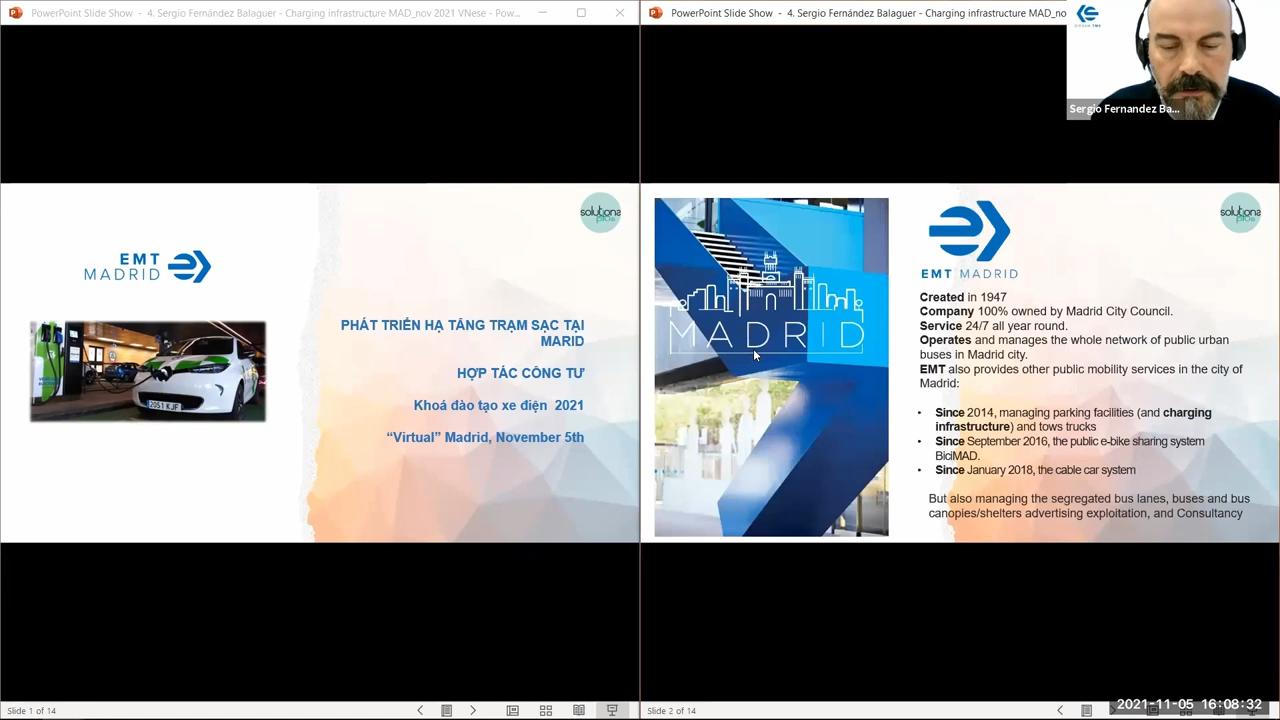 PowerPoint Slide Show - 4. Sergio Fernández Balaguer - Charging infrastructure MAD_nov 2021 VNese - Pow...
PowerPoint Slide Show - 4. Sergio Fernández Balaguer - Charging infrastructure MAD_no
Sergio Fernandez Ba...
EMT
MADRID
solutions
plus
PHÁT TRIỂN HẠ TẦNG TRẠM SẠC TẠI
MARID
HỢP TÁC CÔNG TƯ
Khoá đào tạo xe điện 2021
“Virtual” Madrid, November 5th
2051 KJF
MADRID
solutions
plus
EMT MADRID
Created in 1947
Company 100% owned by Madrid City Council.
Service 24/7 all year round.
Operates and manages the whole network of public urban
buses in Madrid city.
EMT also provides other public mobility services in the city of
Madrid:
• Since 2014, managing parking facilities (and charging
infrastructure) and tows trucks
• Since September 2016, the public e-bike sharing system
BiciMAD.
• Since January 2018, the cable car system
But also managing the segregated bus lanes, buses and bus
canopies/shelters advertising exploitation, and Consultancy
Slide 1 of 14
Slide 2 of 14
2021-11-05 16:08:32